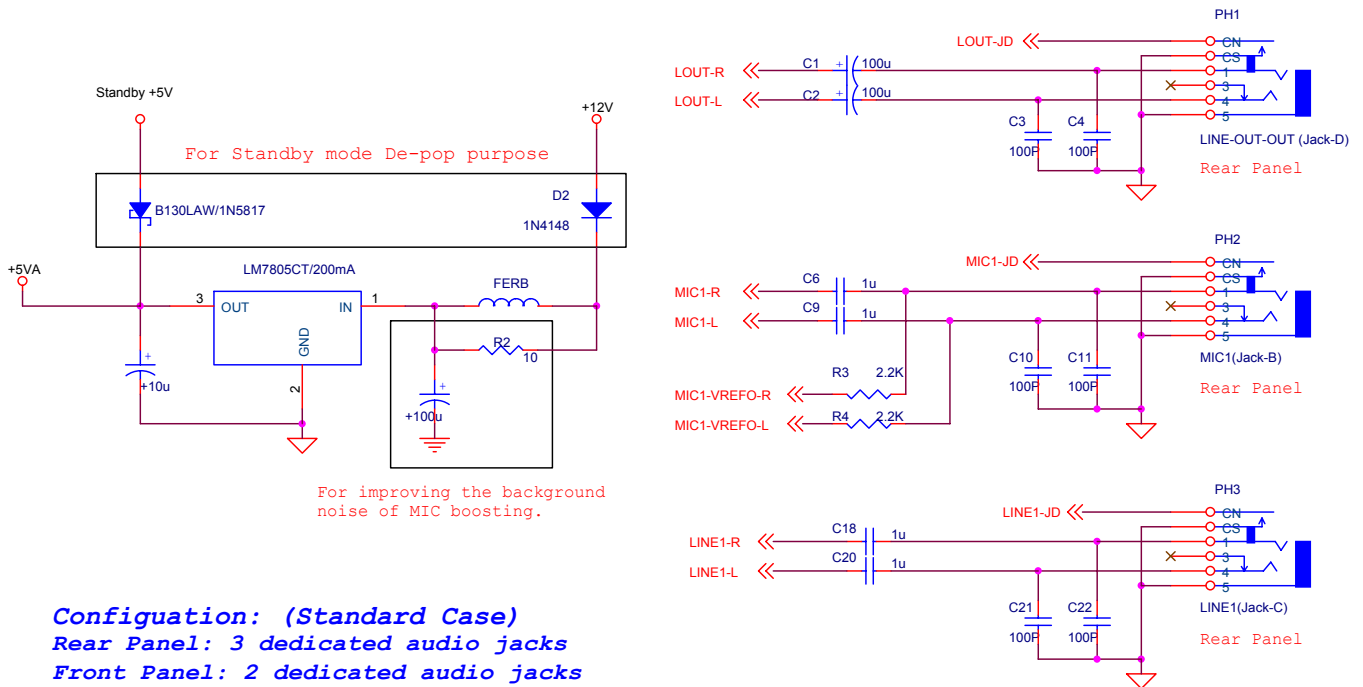 Standby +5V
+12V
For Standby mode De-pop purpose
B130LAW/1N5817
D2
1N4148
+5VA
LM7805CT/200mA
3
OUT
IN
1
GND
2
FERB
R2
10
+
+10u
+
+100u
For improving the background
noise of MIC boosting.
Configuation: (Standard Case)
Rear Panel: 3 dedicated audio jacks
Front Panel: 2 dedicated audio jacks
PH1
LOUT-JD
CN
CS
LOUT-R
C1
+
100u
1
3
LOUT-L
C2
+
100u
4
5
C3
C4
100P
100P
LINE-OUT-OUT (Jack-D)
Rear Panel
PH2
MIC1-JD
CN
CS
MIC1-R
C6
1u
1
3
MIC1-L
C9
1u
4
5
C10
C11
100P
100P
MIC1(Jack-B)
Rear Panel
R3
2.2K
MIC1-VREFO-R
R4
2.2K
MIC1-VREFO-L
PH3
LINE1-JD
CN
CS
LINE1-R
C18
1u
1
3
LINE1-L
C20
1u
4
5
C21
C22
100P
100P
LINE1(Jack-C)
Rear Panel